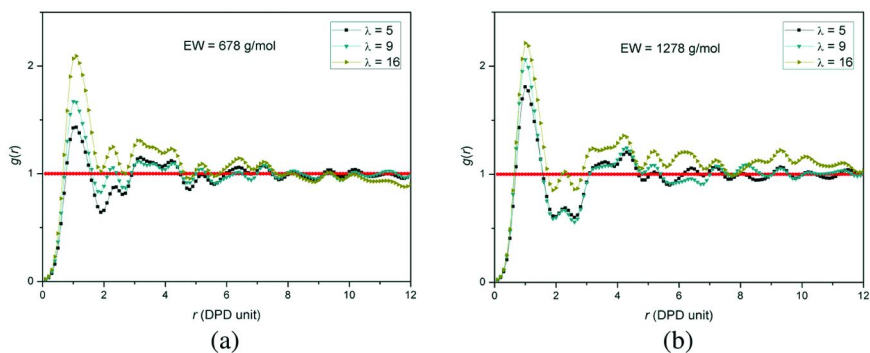 EW = 678 g/mol
λ = 5
λ = 9
λ = 16
g(r)
2
1
0
0 2 4 6 8 10 12
r (DPD unit)
(a)
EW = 1278 g/mol
λ = 5
λ = 9
λ = 16
g(r)
2
1
0
0 2 4 6 8 10 12
r (DPD unit)
(b)